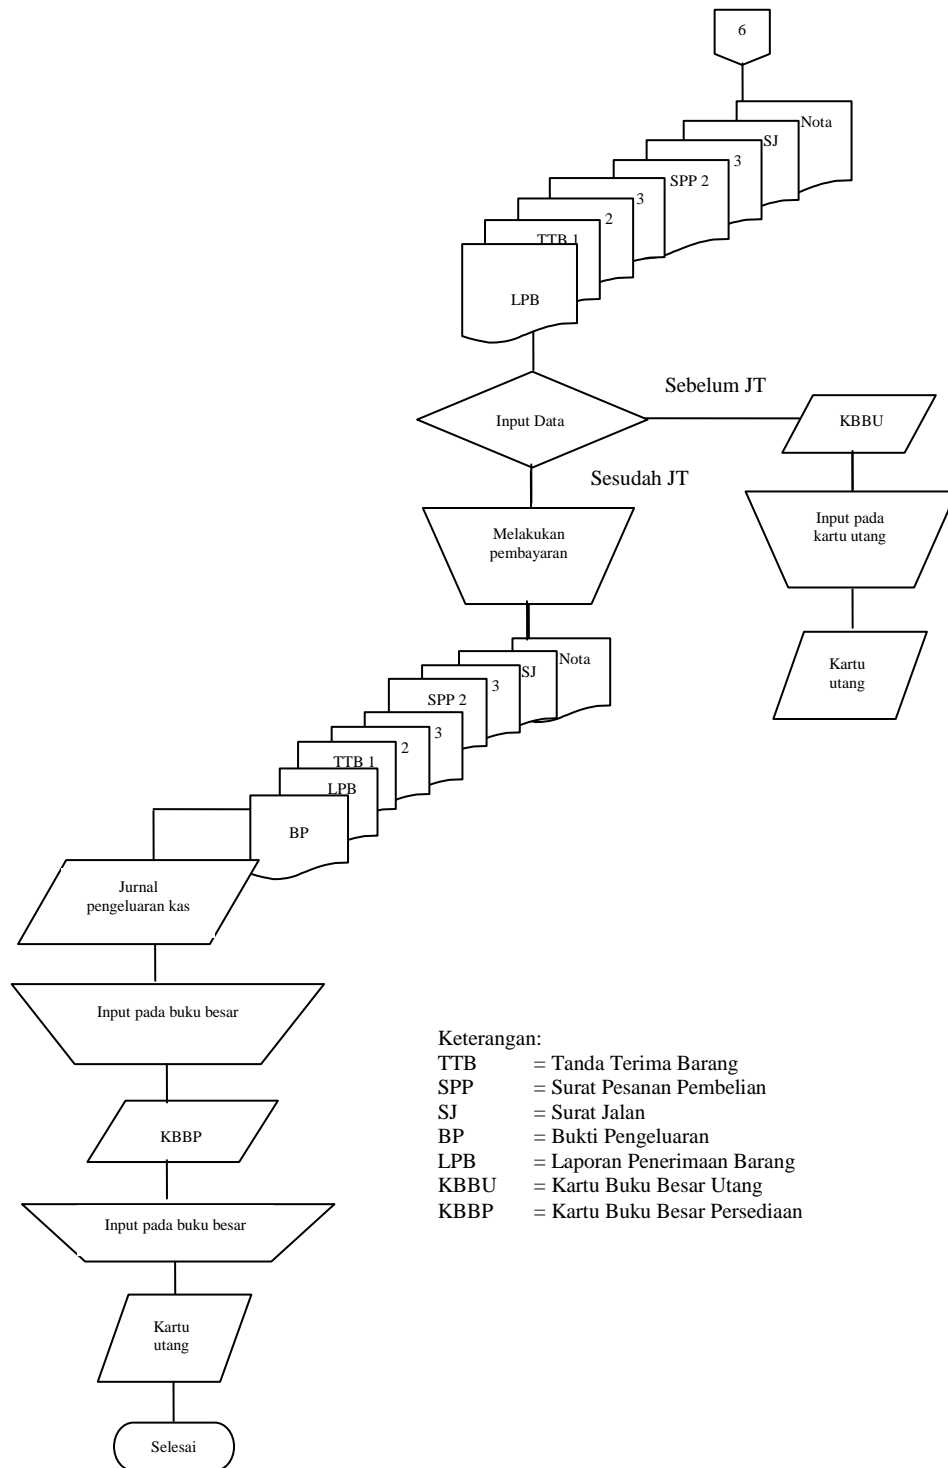 6
Nota
SJ
3
SPP 2
3
2
TTB 1
LPB
Sebelum JT
Input Data
KBBU
Sesudah JT
Input pada
kartu utang
Melakukan
pembayaran
Kartu
utang
Nota
SJ
3
SPP 2
3
2
TTB 1
LPB
BP
Jurnal
pengeluaran kas
Input pada buku besar
KBBP
Input pada buku besar
Kartu
utang
Selesai
Keterangan:
TTB = Tanda Terima Barang
SPP = Surat Pesanan Pembelian
SJ = Surat Jalan
BP = Bukti Pengeluaran
LPB = Laporan Penerimaan Barang
KBBU = Kartu Buku Besar Utang
KBBP = Kartu Buku Besar Persediaan